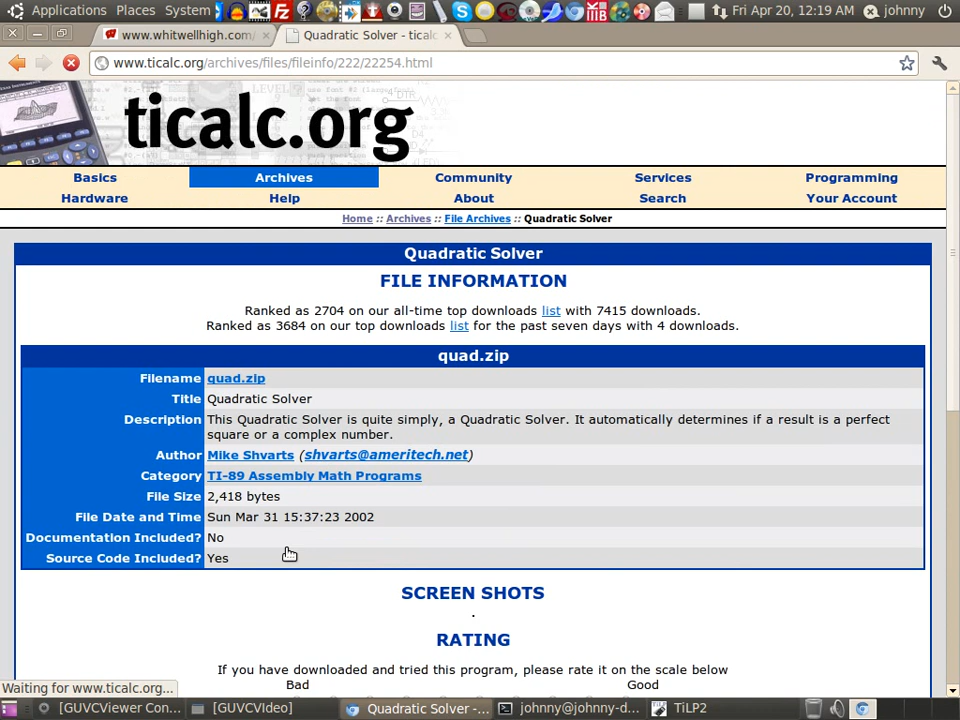 Applications Places System Fri Apr 20, 12:19 AM johnny
www.whitwellhigh.com/ Quadratic Solver - ticalc
www.ticalc.org/archives/files/fileinfo/222/22254.html
ticalc.org
Basics Archives Community Services Programming
Hardware Help About Search Your Account
Home :: Archives :: File Archives :: Quadratic Solver
Quadratic Solver
FILE INFORMATION
Ranked as 2704 on our all-time top downloads list with 7415 downloads.
Ranked as 3684 on our top downloads list for the past seven days with 4 downloads.
quad.zip
Filename quad.zip
Title Quadratic Solver
Description This Quadratic Solver is quite simply, a Quadratic Solver. It automatically determines if a result is a perfect
square or a complex number.
Author Mike Shvarts (shvarts@ameritech.net)
Category TI-89 Assembly Math Programs
File Size 2,418 bytes
File Date and Time Sun Mar 31 15:37:23 2002
Documentation Included? No
Source Code Included? Yes
SCREEN SHOTS
.
RATING
If you have downloaded and tried this program, please rate it on the scale below
Bad Good
Waiting for www.ticalc.org...
[GUVCViewer Con... [GUVCVIdeo] Quadratic Solver -... johnny@johnny-d... TiLP2